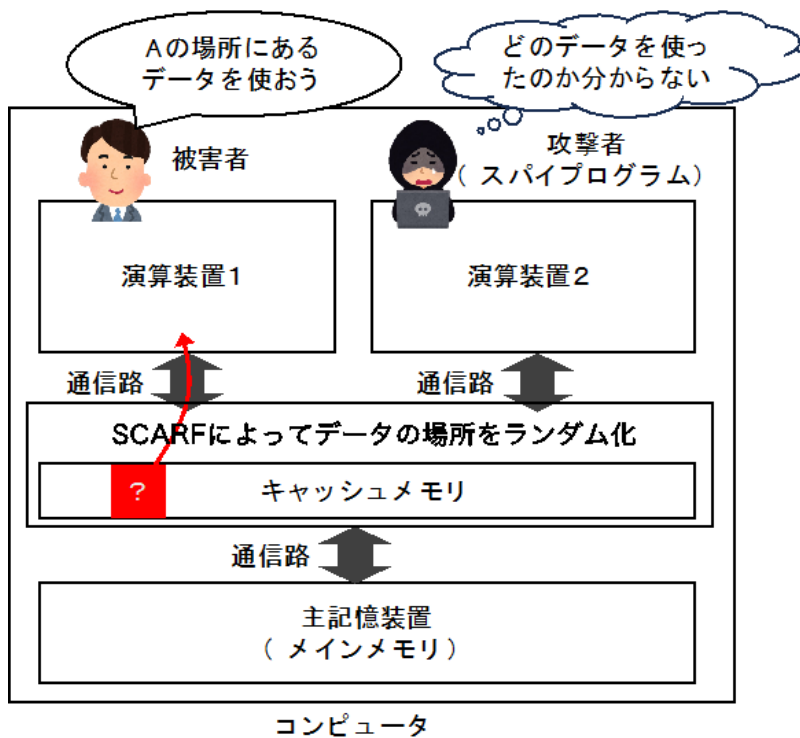 Aの場所にある
データを使おう
どのデータを使っ
たのか分からない
被害者
攻撃者
(スパイプログラム)
演算装置1
演算装置2
通信路
通信路
SCARFによってデータの場所をランダム化
?
キャッシュメモリ
通信路
主記憶装置
(メインメモリ)
コンピュータ